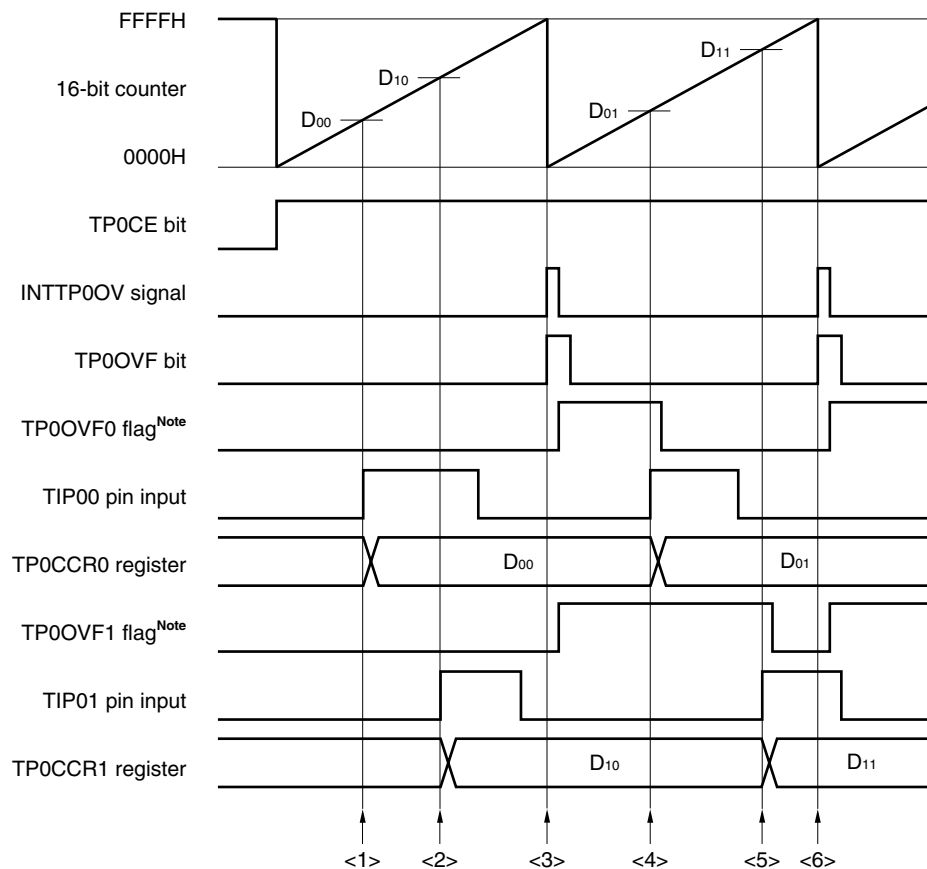 FFFFH
D11
D10
16-bit counter
D01
D00
0000H
TP0CE bit
INTTP0OV signal
TP0OVF bit
TP0OVF0 flagNote
TIP00 pin input
TP0CCR0 register D00 D01
TP0OVF1 flagNote
TIP01 pin input
TP0CCR1 register D10 D11
<1> <2> <3> <4> <5> <6>